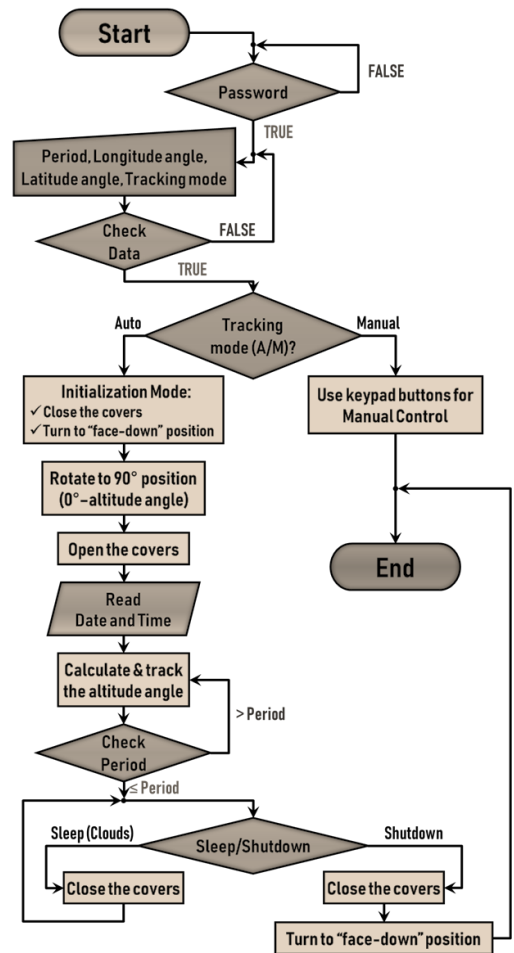 Start
FALSE
Password
TRUE
Period, Longitude angle,
Latitude angle, Tracking mode
Check
Data
FALSE
TRUE
Auto
Tracking
mode (A/M)?
Manual
Initialization Mode:
✓ Close the covers
✓ Turn to "face-down" position
Use keypad buttons for
Manual Control
Rotate to 90° position
(0°-altitude angle)
Open the covers
End
Read
Date and Time
Calculate & track
the altitude angle
> Period
Check
Period
≤ Period
Sleep (Clouds)
Sleep/Shutdown
Shutdown
Close the covers
Close the covers
Turn to "face-down" position